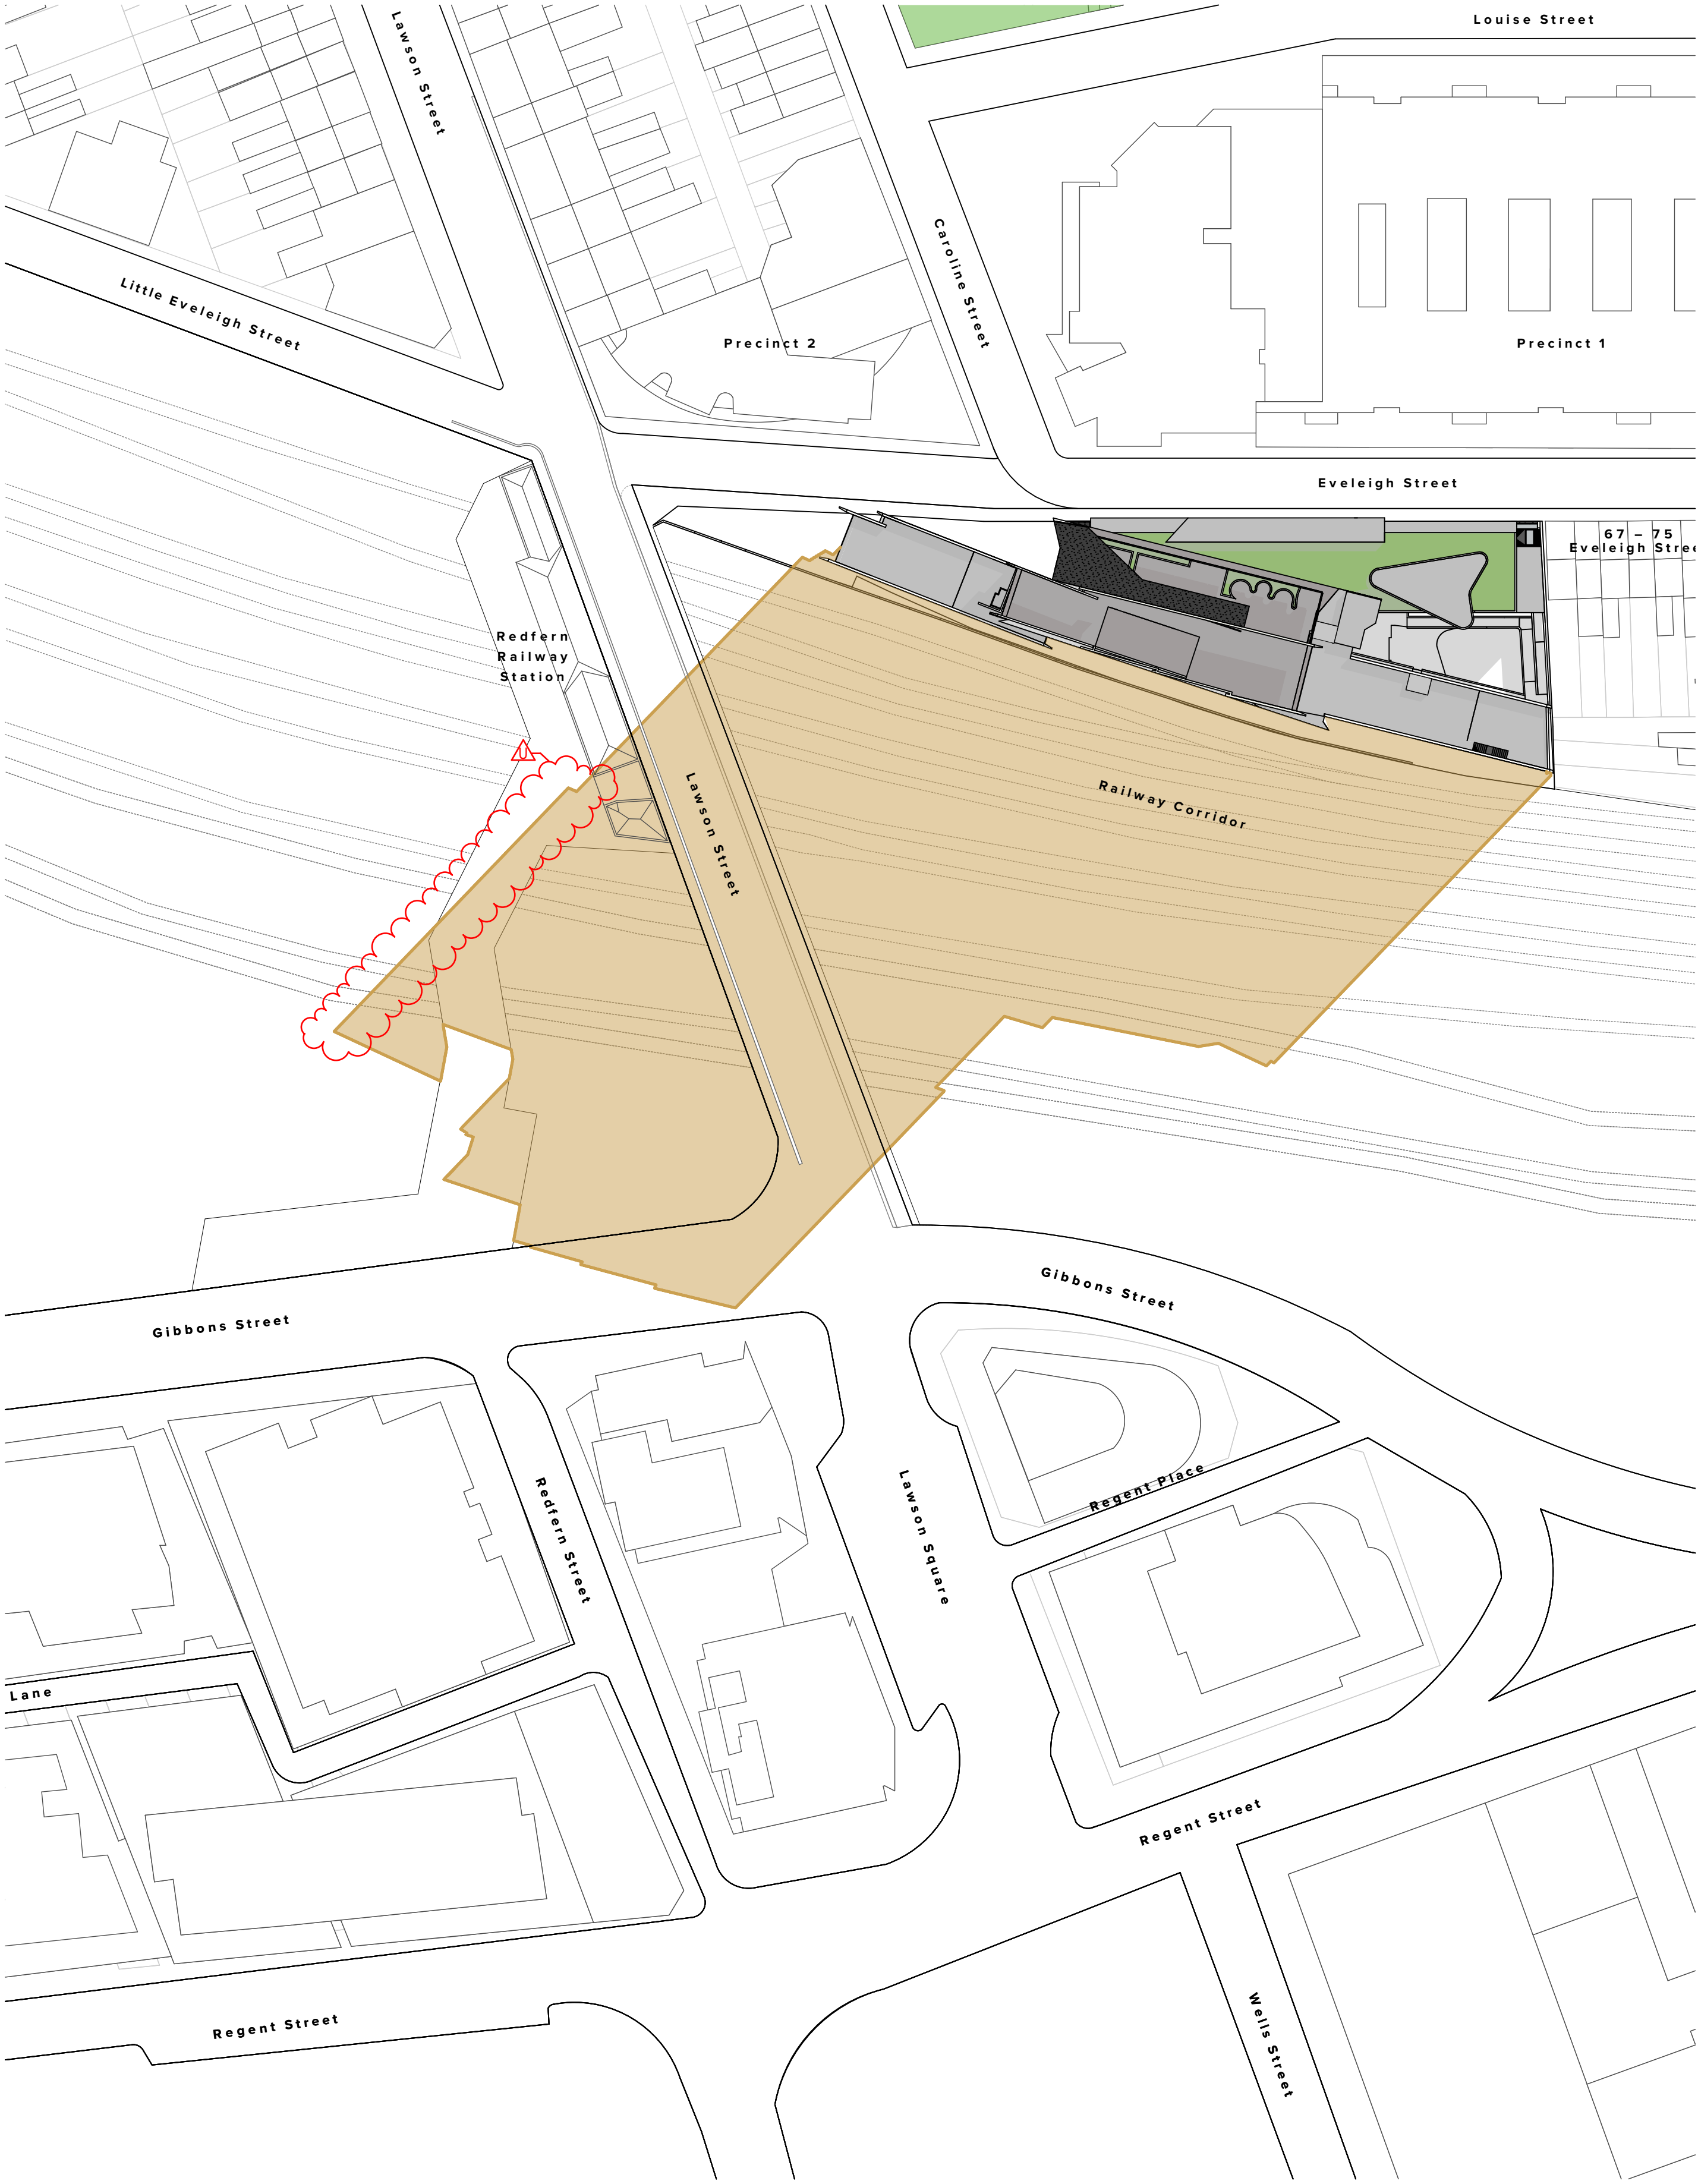 Louise Street
Lawson Street
Caroline Street
Little Eveleigh Street
Precinct 2
Precinct 1
Eveleigh Street
67 – 75
Redfern
Railway
Station
U
Lawson Street
Railway Corridor
Gibbons Street
Gibbons Street
Regent Place
Redfern Street
Lawson Square
Lane
Regent Street
Regent Street
Wells Street